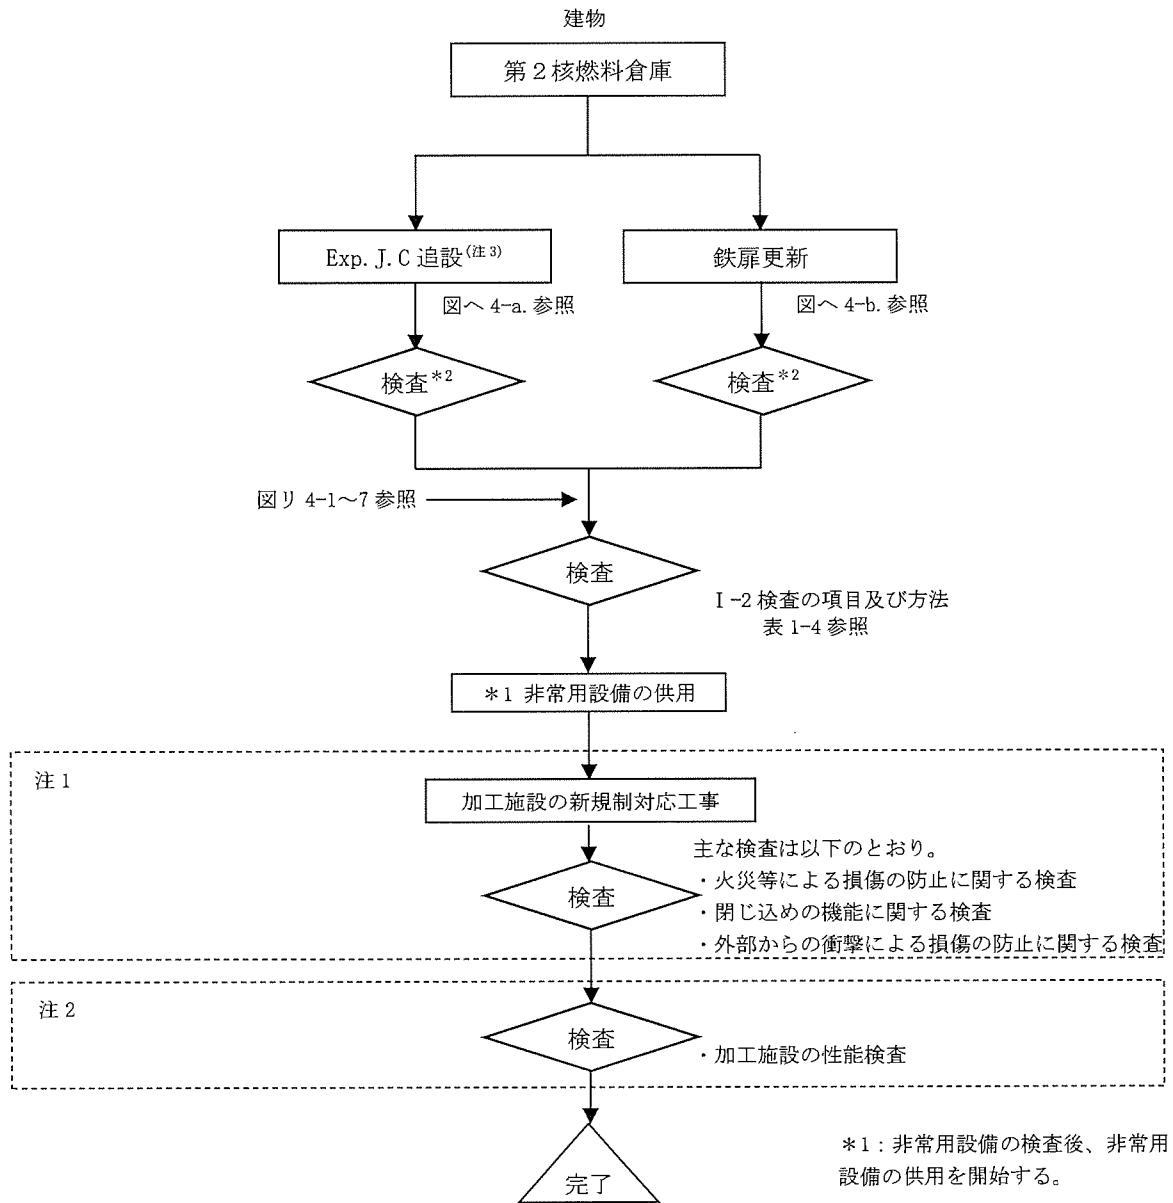 建物
第2核燃料倉庫
Exp. J. C 追設(注3)
鉄扉更新
図へ 4-a. 参照
図へ 4-b. 参照
検査*2
検査*2
図リ 4-1～7 参照
検査
Ⅰ-2 検査の項目及び方法
表 1-4 参照
*1 非常用設備の供用
注1
加工施設の新規制対応工事
主な検査は以下のとおり。
・火災等による損傷の防止に関する検査
検査
・閉じ込めの機能に関する検査
・外部からの衝撃による損傷の防止に関する検査
注2
検査
・加工施設の性能検査
*1：非常用設備の検査後、非常用
設備の供用を開始する。
完了